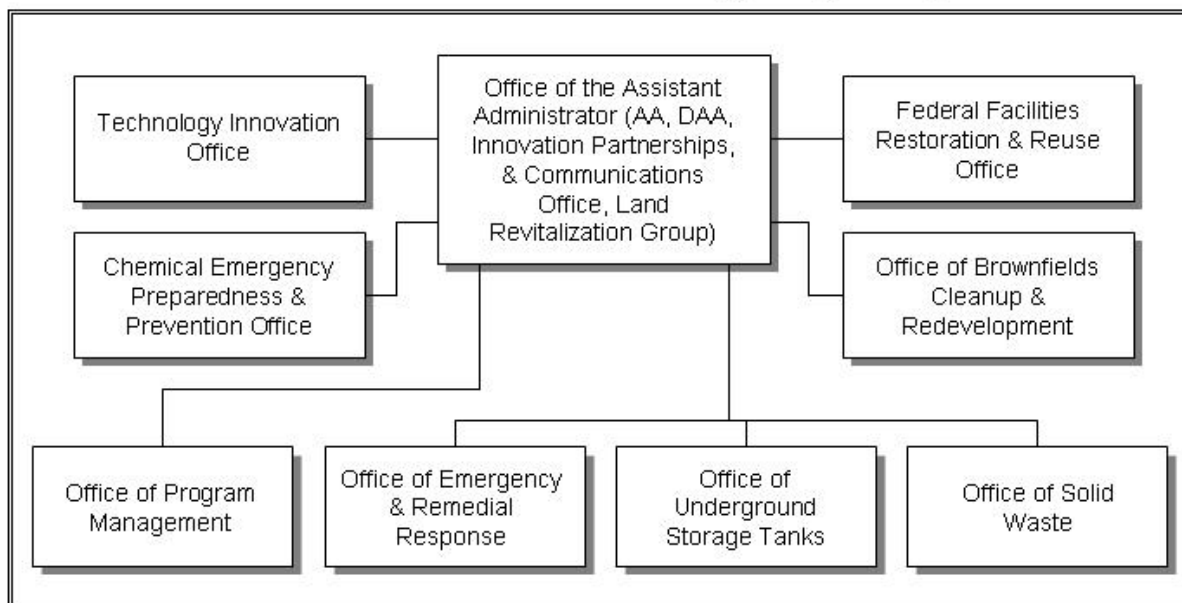 Technology Innovation
Office
Office of the Assistant
Administrator (AA, DAA,
Innovation Partnerships,
& Communications
Office, Land
Revitalization Group)
Federal Facilities
Restoration & Reuse
Office
Chemical Emergency
Preparedness &
Prevention Office
Office of Brownfields
Cleanup &
Redevelopment
Office of Program
Management
Office of Emergency
& Remedial
Response
Office of
Underground
Storage Tanks
Office of Solid
Waste